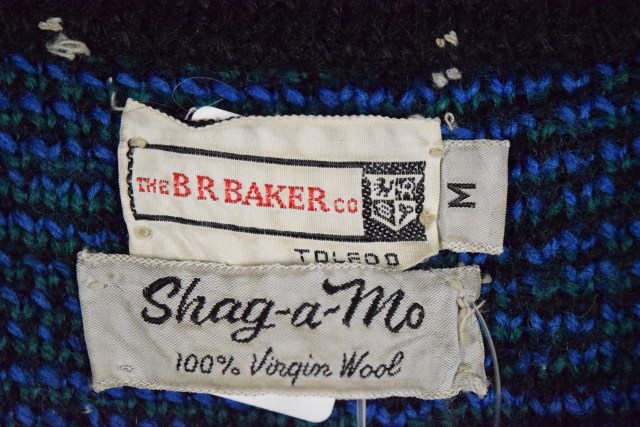 THE B R BAKER CO
TOLEDO
M
Shag-a-Mo
100% Virgin Wool